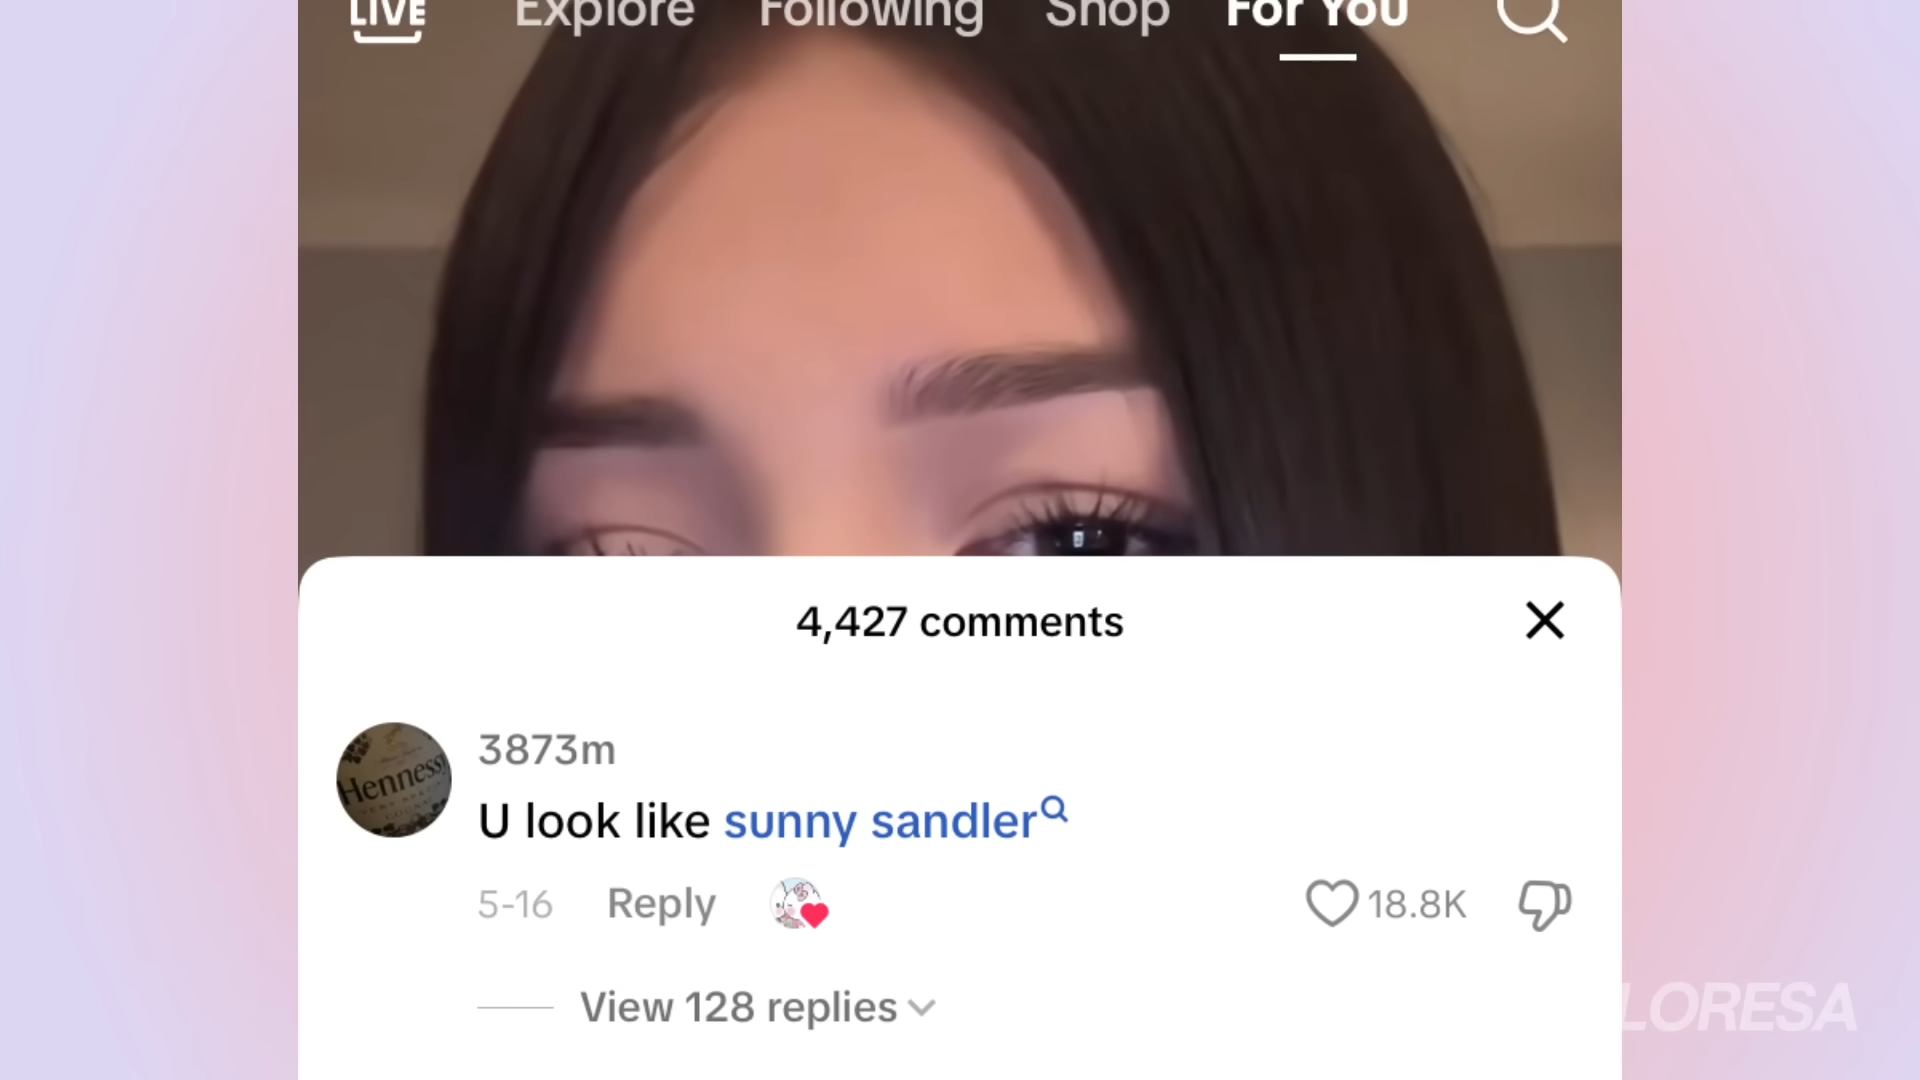 LIVE Explore Following Shop For You
4,427 comments
3873m
Hennessy
U look like sunny sandler
5-16 Reply 18.8K
View 128 replies
LORESA